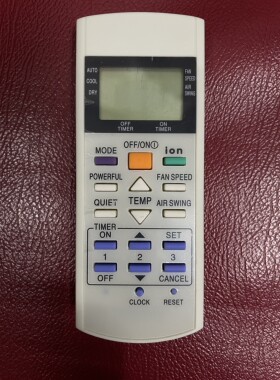 AUTO FAN
COOL SPEED
DRY AIR
SWING
OFF ON
TIMER TIMER
MODE OFF/ON ion
POWERFUL FAN SPEED
TEMP
QUIET AIR SWING
TIMER
ON SET
1 2 3
OFF CANCEL
CLOCK RESET